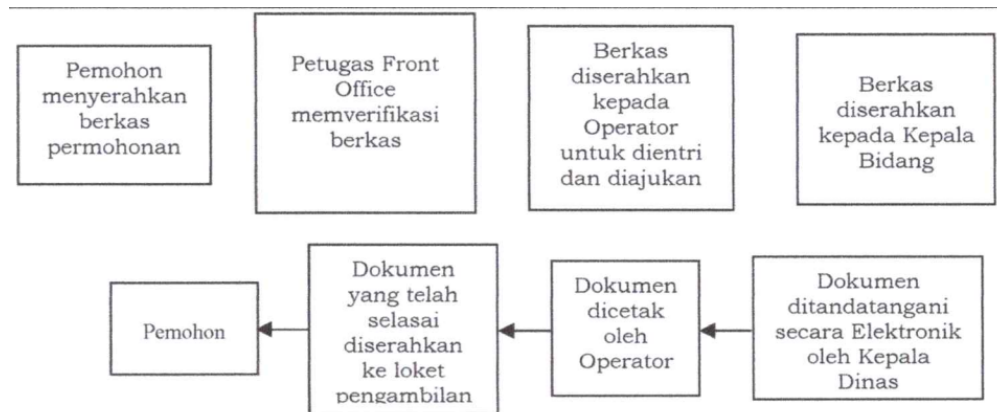 Pemohon
menyerahkan
berkas
permohonan
Petugas Front
Office
memverifikasi
berkas
Berkas
diserahkan
kepada
Operator
untuk dientri
dan diajukan
Berkas
diserahkan
kepada Kepala
Bidang
Pemohon
Dokumen
yang telah
selasai
diserahkan
ke loket
pengambilan
Dokumen
dicetak
oleh
Operator
Dokumen
ditandatangani
secara Elektronik
oleh Kepala
Dinas